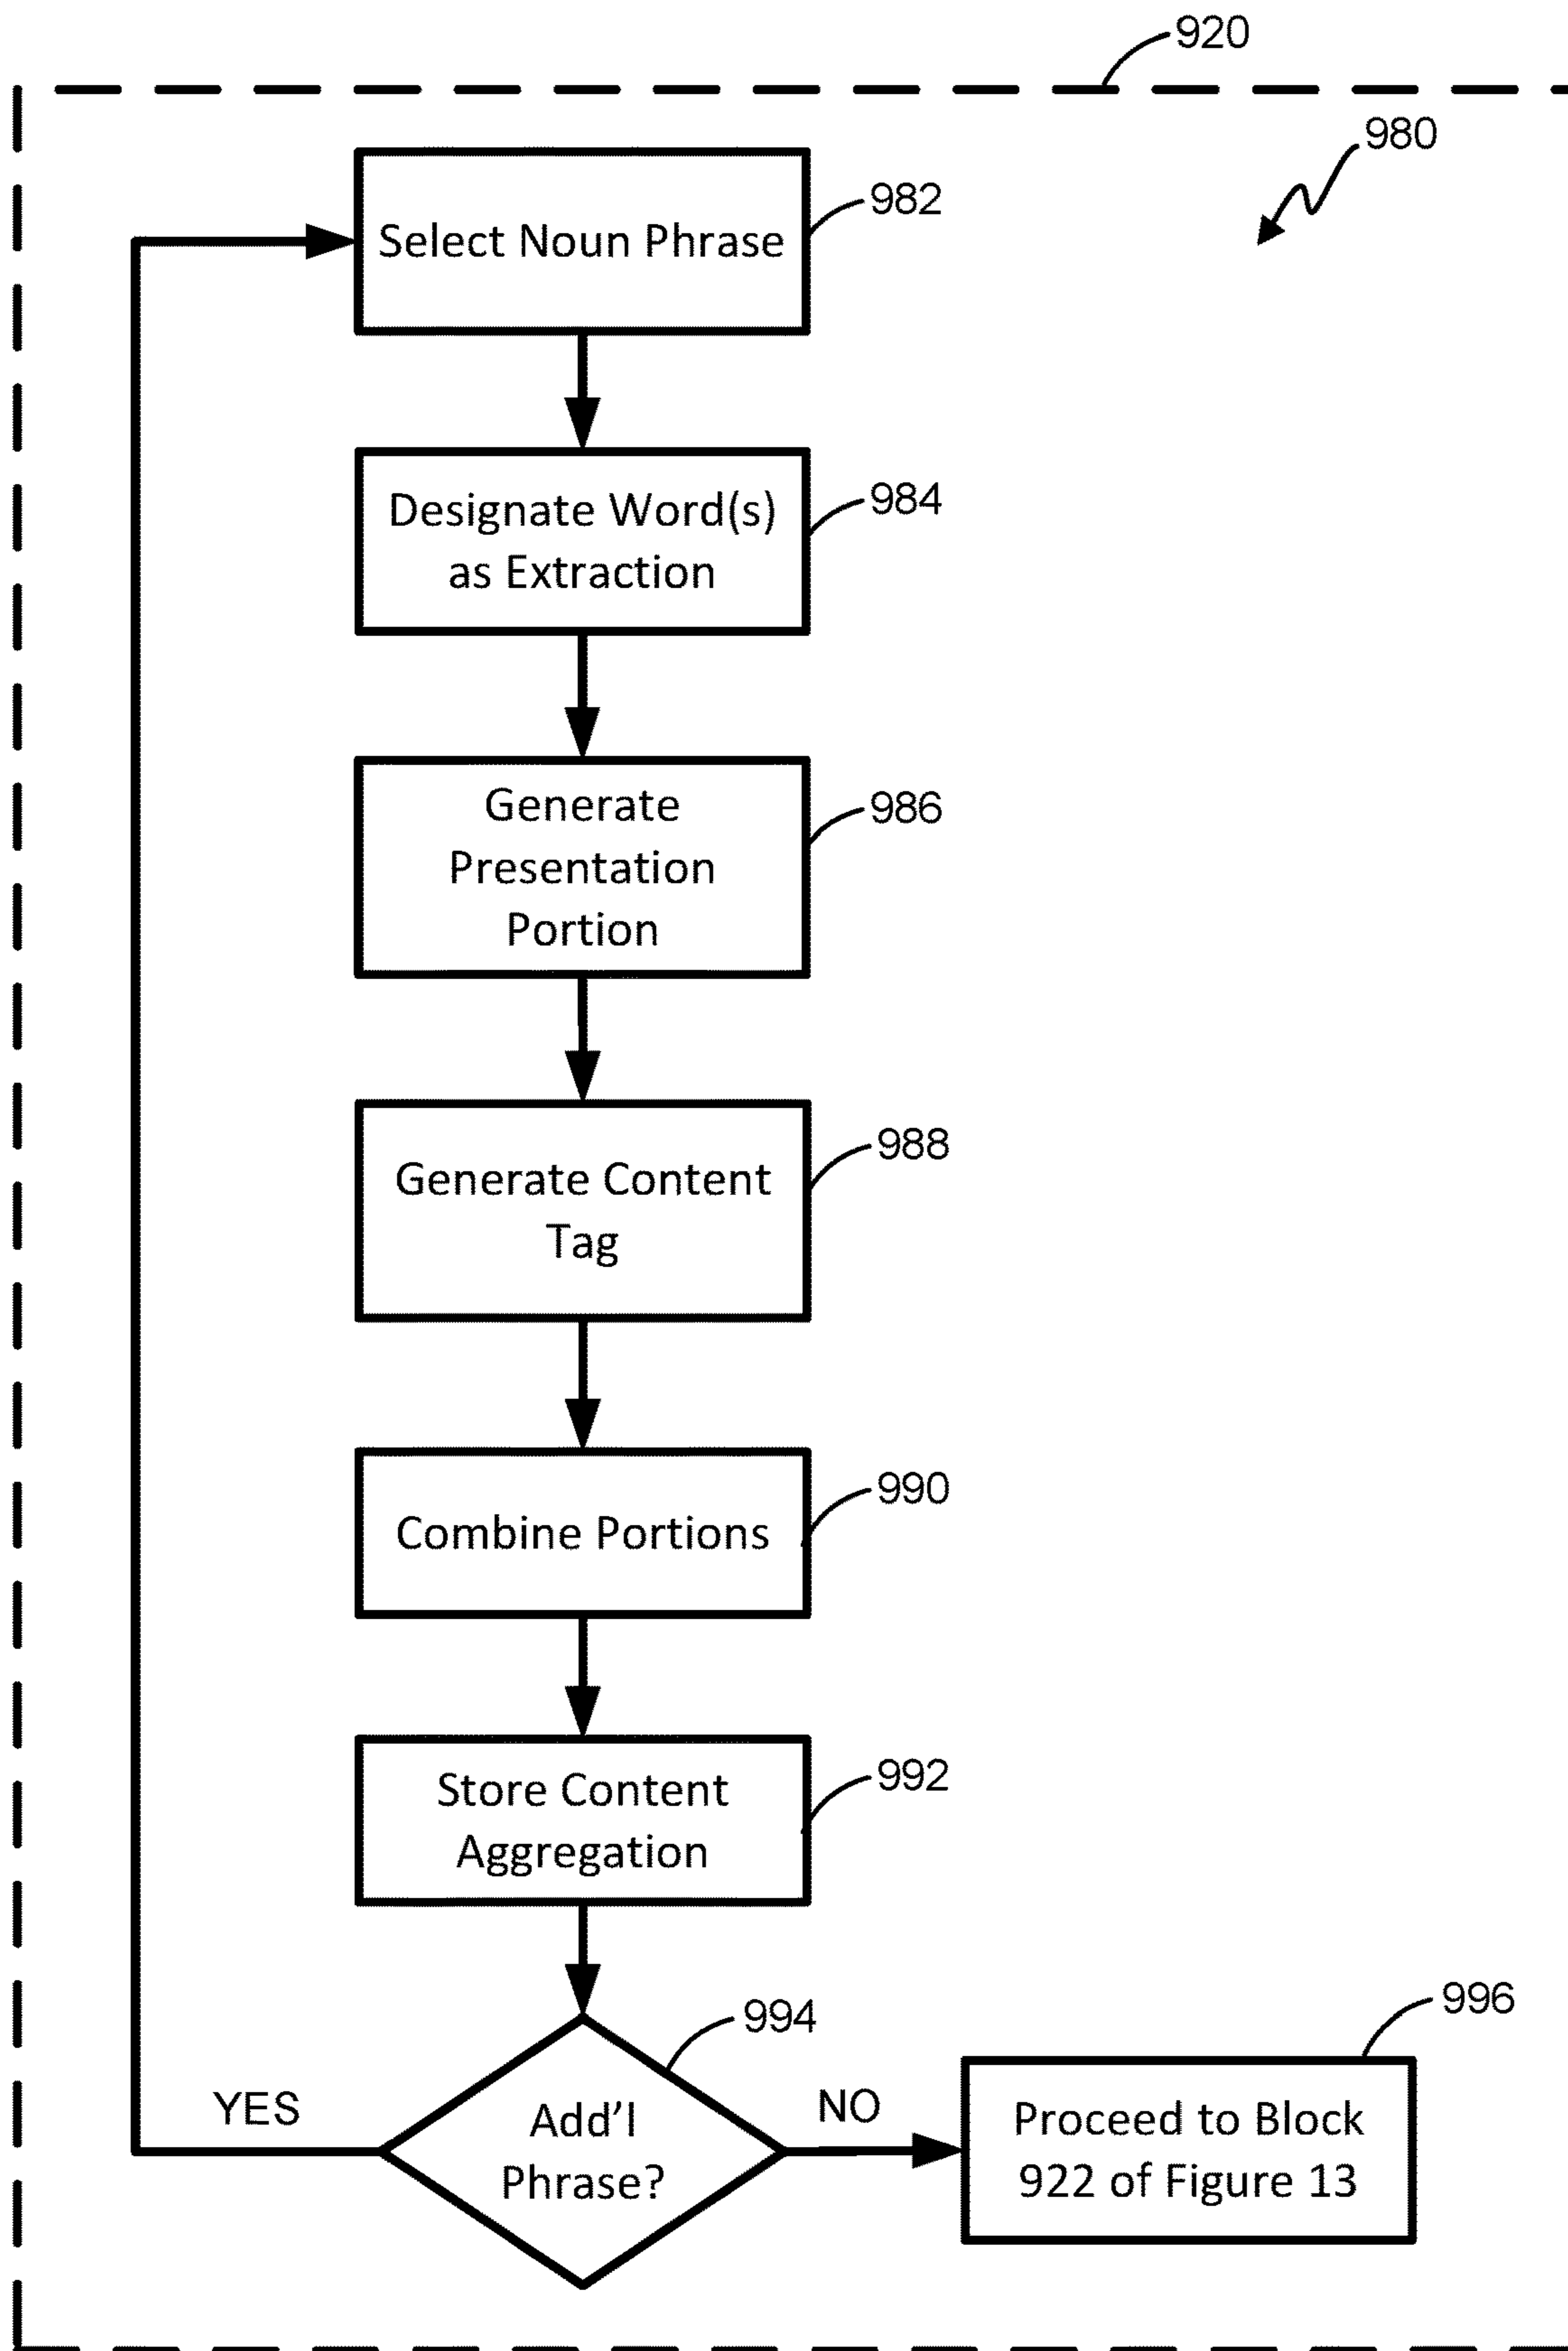 920
980
982
Select Noun Phrase
984
Designate Word(s)
as Extraction
986
Generate
Presentation
Portion
988
Generate Content
Tag
990
Combine Portions
992
Store Content
Aggregation
994
996
YES
Add'l
Phrase?
NO
Proceed to Block
922 of Figure 13